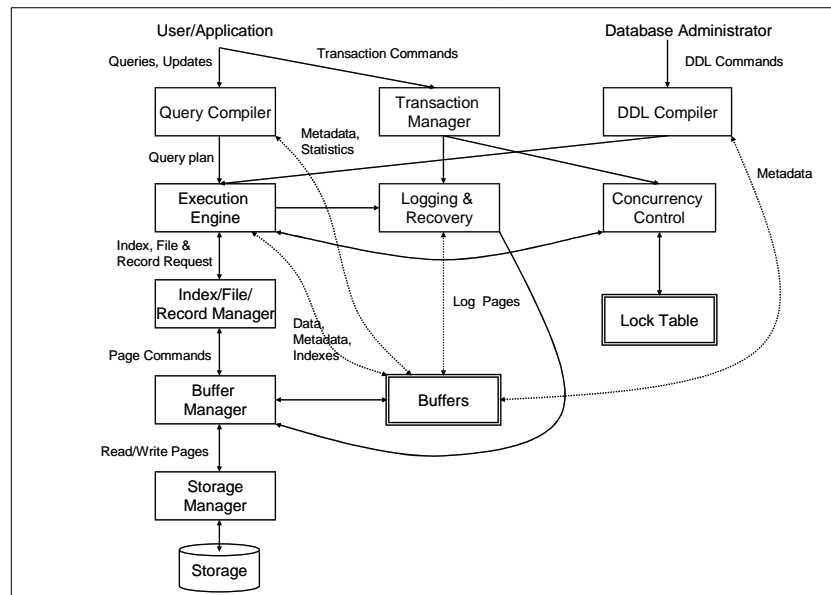 User/Application
Database Administrator
Transaction Commands
Queries, Updates
DDL Commands
Query Compiler
Transaction
Manager
DDL Compiler
Metadata,
Statistics
Query plan
Metadata
Execution
Engine
Logging &
Recovery
Concurrency
Control
Index, File &
Record Request
Index/File/
Record Manager
Data,
Metadata,
Indexes
Log Pages
Lock Table
Page Commands
Buffer
Manager
Buffers
Read/Write Pages
Storage
Manager
Storage